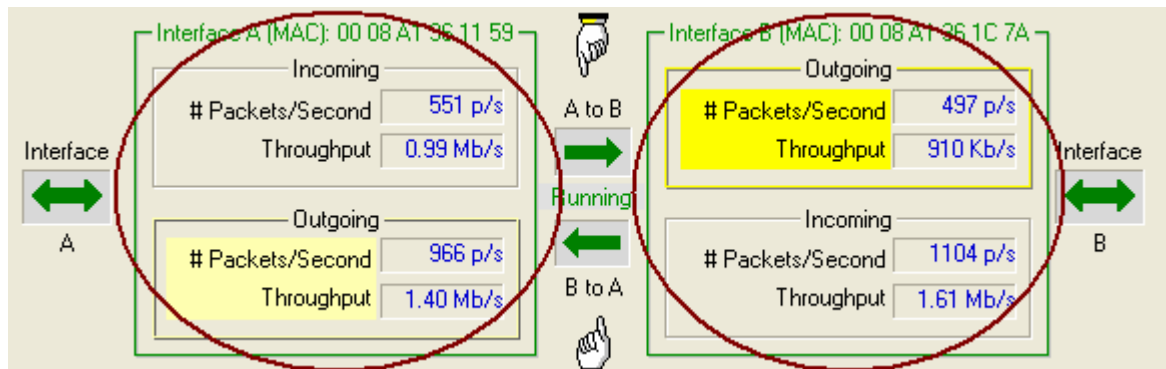 Interface A (MAC): 00 08 A1 36 11 59
Incoming
# Packets/Second 551 p/s
Throughput 0.99 Mb/s
Outgoing
# Packets/Second 966 p/s
Throughput 1.40 Mb/s
Interface
A
A to B
Running
B to A
Interface B (MAC): 00 08 A1 36 1C 7A
Outgoing
# Packets/Second 497 p/s
Throughput 910 Kb/s
Incoming
# Packets/Second 1104 p/s
Throughput 1.61 Mb/s
Interface
B